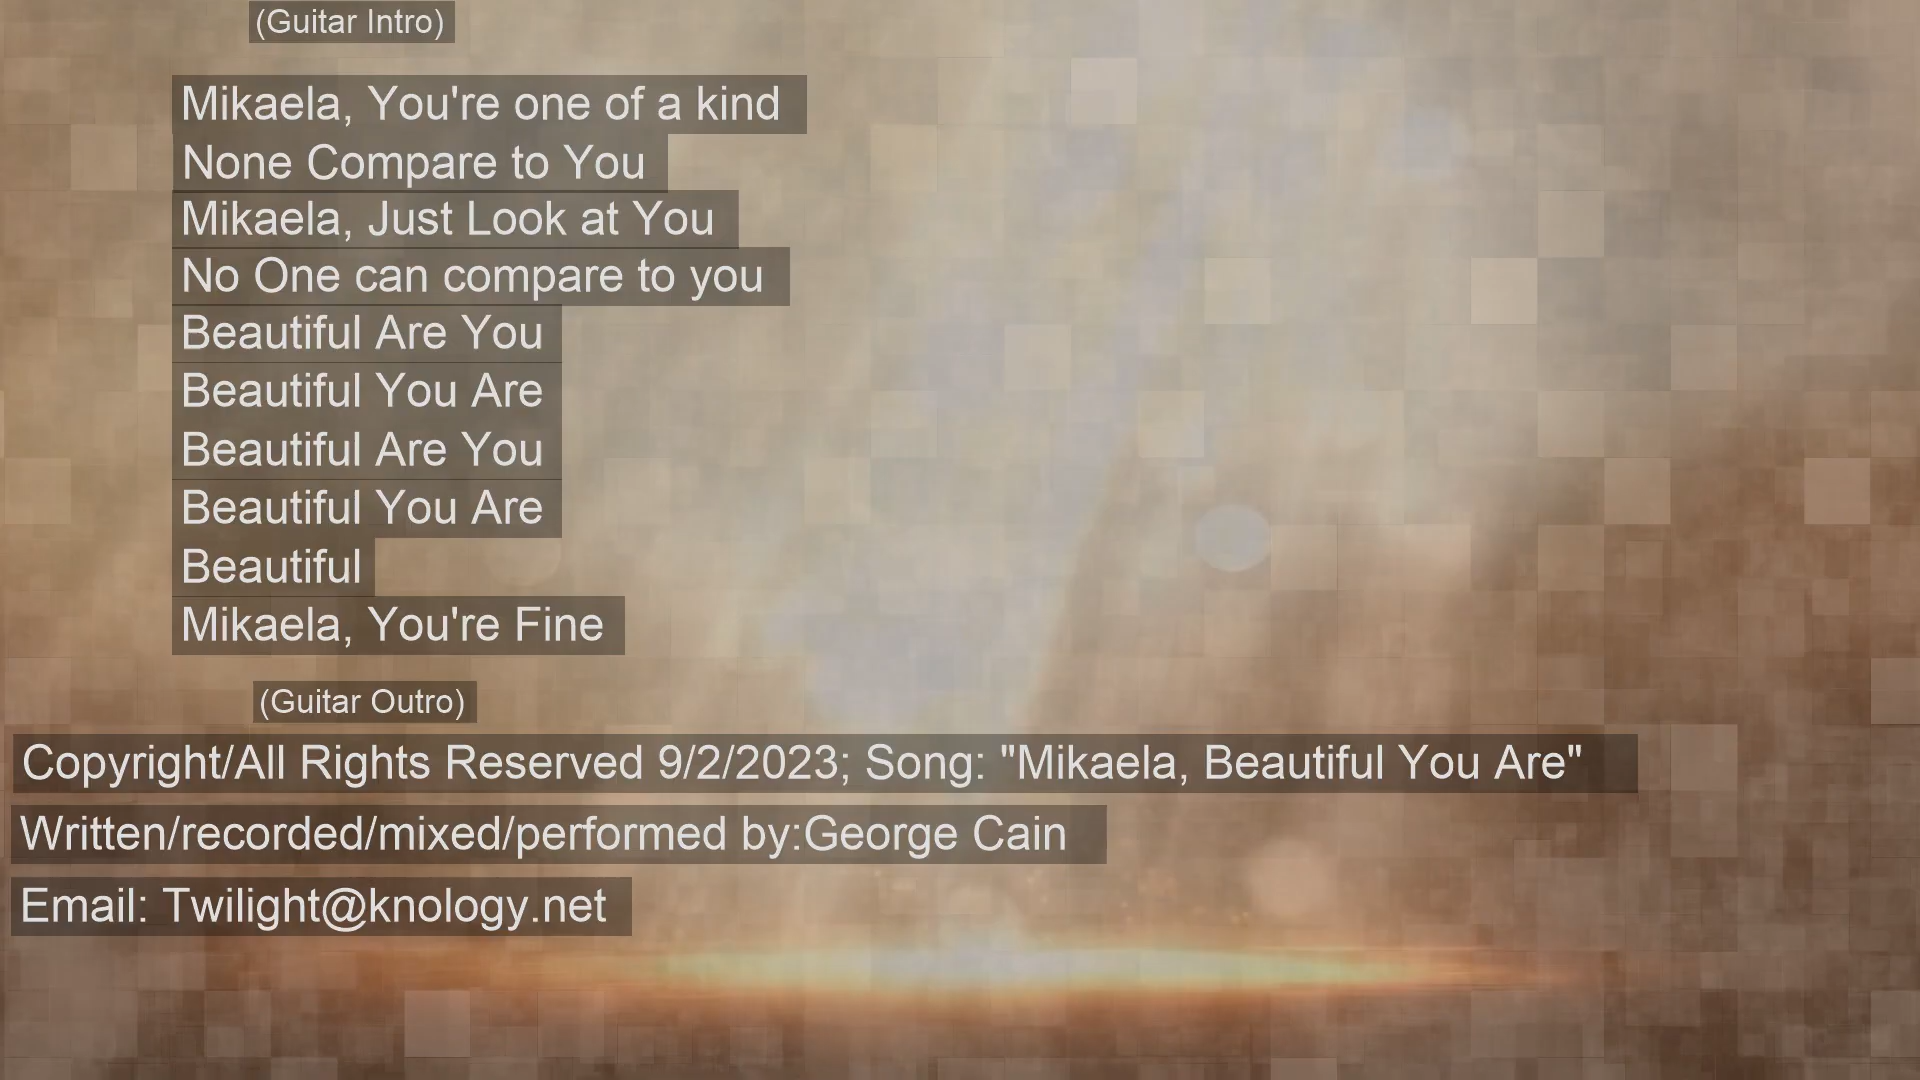 (Guitar Intro)
Mikaela, You're one of a kind
None Compare to You
Mikaela, Just Look at You
No One can compare to you
Beautiful Are You
Beautiful You Are
Beautiful Are You
Beautiful You Are
Beautiful
Mikaela, You're Fine
(Guitar Outro)
Copyright/All Rights Reserved 9/2/2023; Song: "Mikaela, Beautiful You Are"
Written/recorded/mixed/performed by:George Cain
Email: Twilight@knology.net